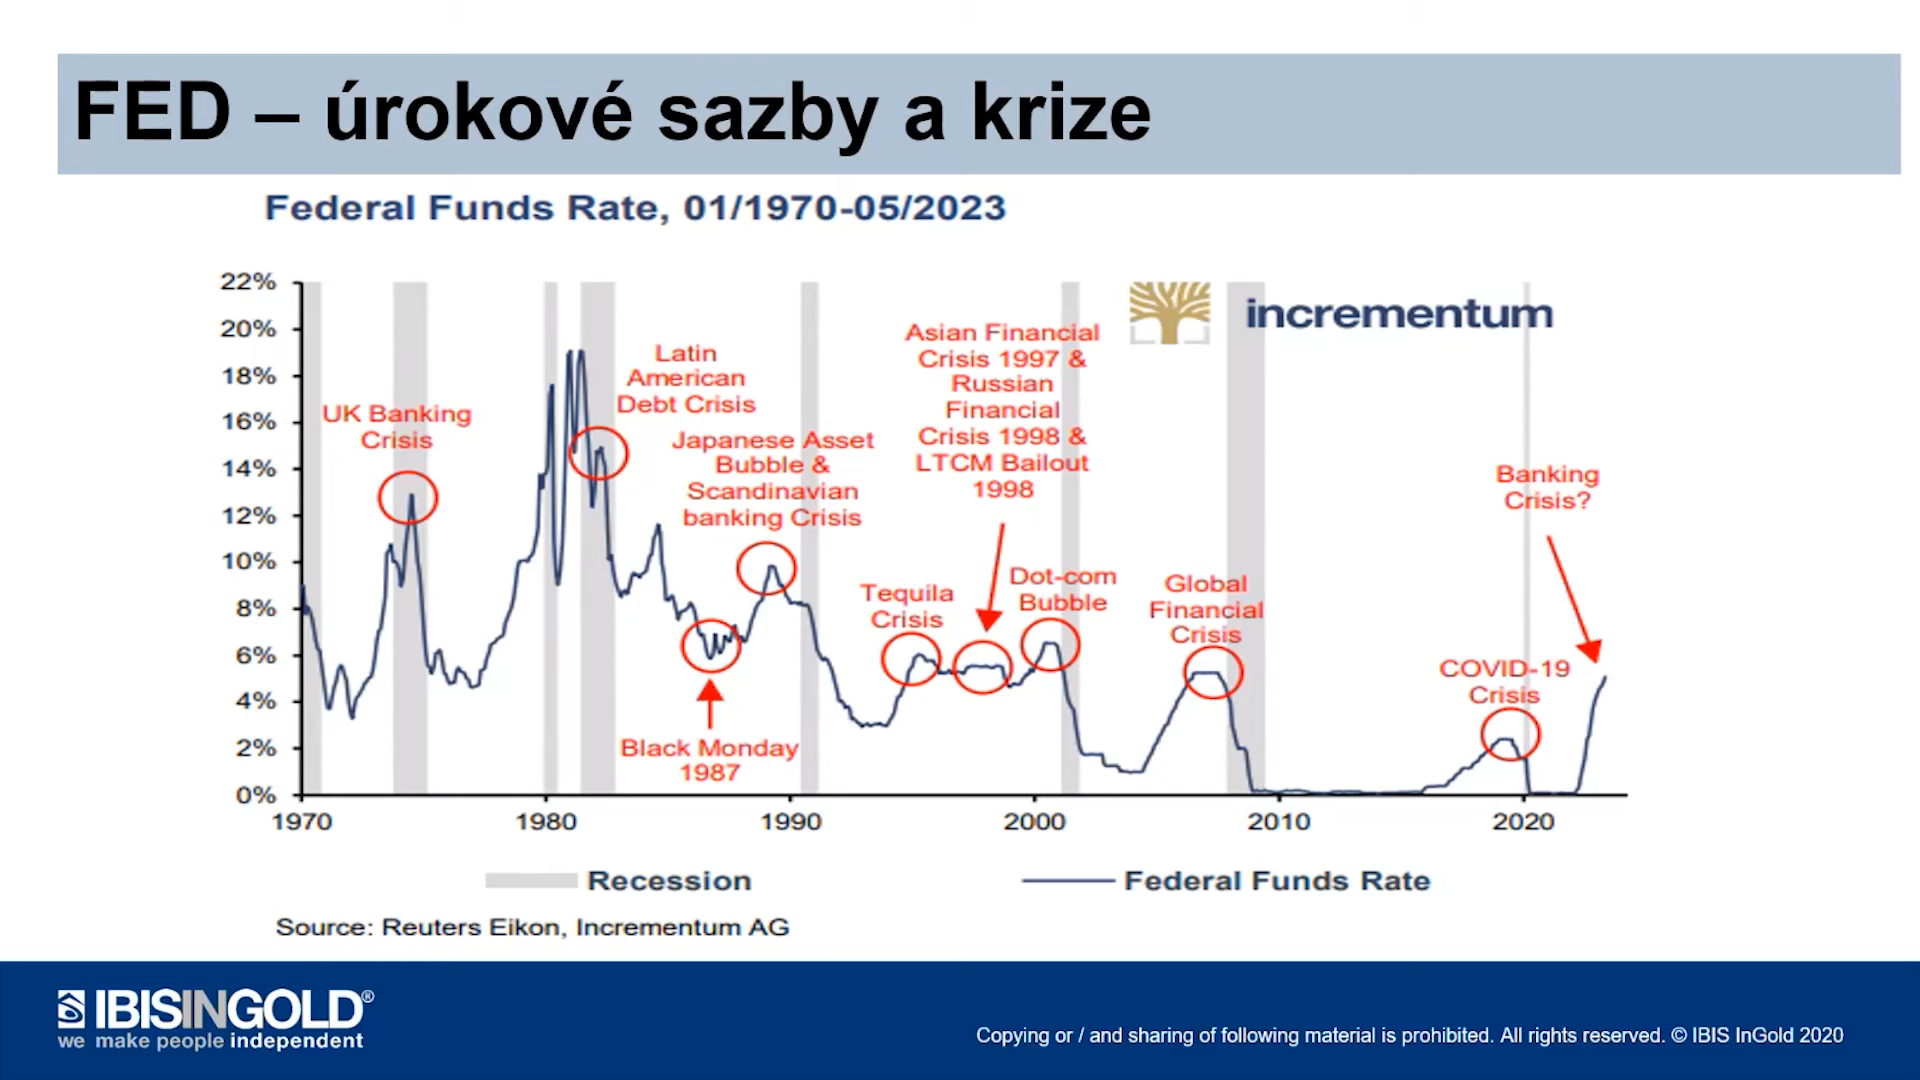 FED – úrokové sazby a krize
Federal Funds Rate, 01/1970-05/2023
22%
20%
18%
16%
14%
12%
10%
8%
6%
4%
2%
0%
1970
1980
1990
2000
2010
2020
UK Banking
Crisis
Latin
American
Debt Crisis
Japanese Asset
Bubble &
Scandinavian
banking Crisis
Black Monday
1987
Tequila
Crisis
Asian Financial
Crisis 1997 &
Russian
Financial
Crisis 1998 &
LTCM Bailout
1998
Dot-com
Bubble
Global
Financial
Crisis
COVID-19
Crisis
Banking
Crisis?
incrementum
Recession
Federal Funds Rate
Source: Reuters Eikon, Incrementum AG
IBISINGOLD®
we make people independent
Copying or / and sharing of following material is prohibited. All rights reserved. © IBIS InGold 2020